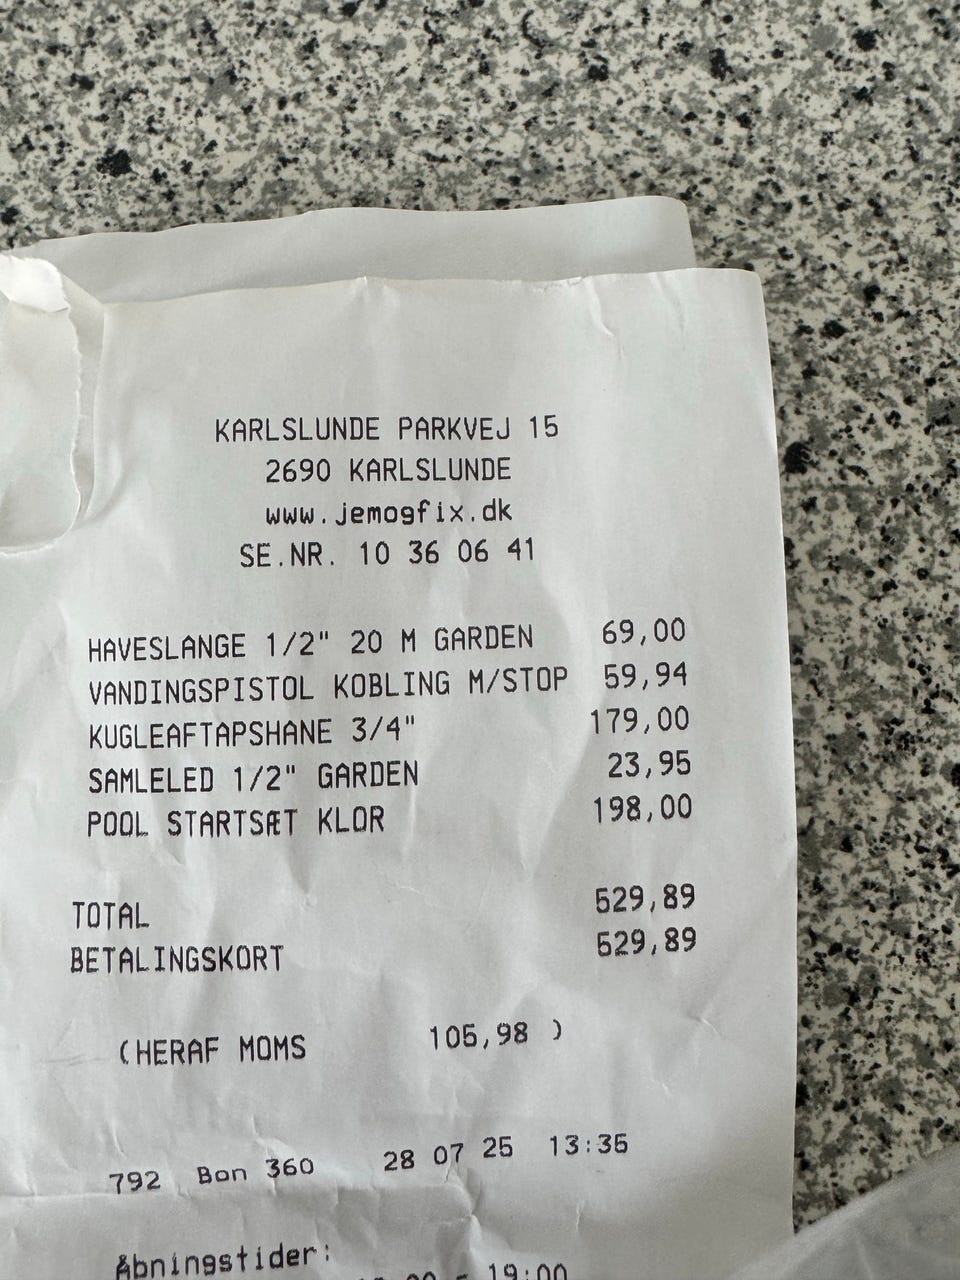 KARLSLUNDE PARKVEJ 15
2690 KARLSLUNDE
www.jemogfix.dk
SE.NR. 10 36 06 41
HAVESLANGE 1/2" 20 M GARDEN 69,00
VANDINGSPISTOL KOBLING M/STOP 59,94
KUGLEAFTAPSHANE 3/4" 179,00
SAMLELED 1/2" GARDEN 23,95
POOL STARTSÆT KLOR 198,00
TOTAL 529,89
BETALINGSKORT 529,89
(HERAF MOMS 105,98 )
792 Bon 360 28 07 25 13:35
Åbningstider:
- 19:00